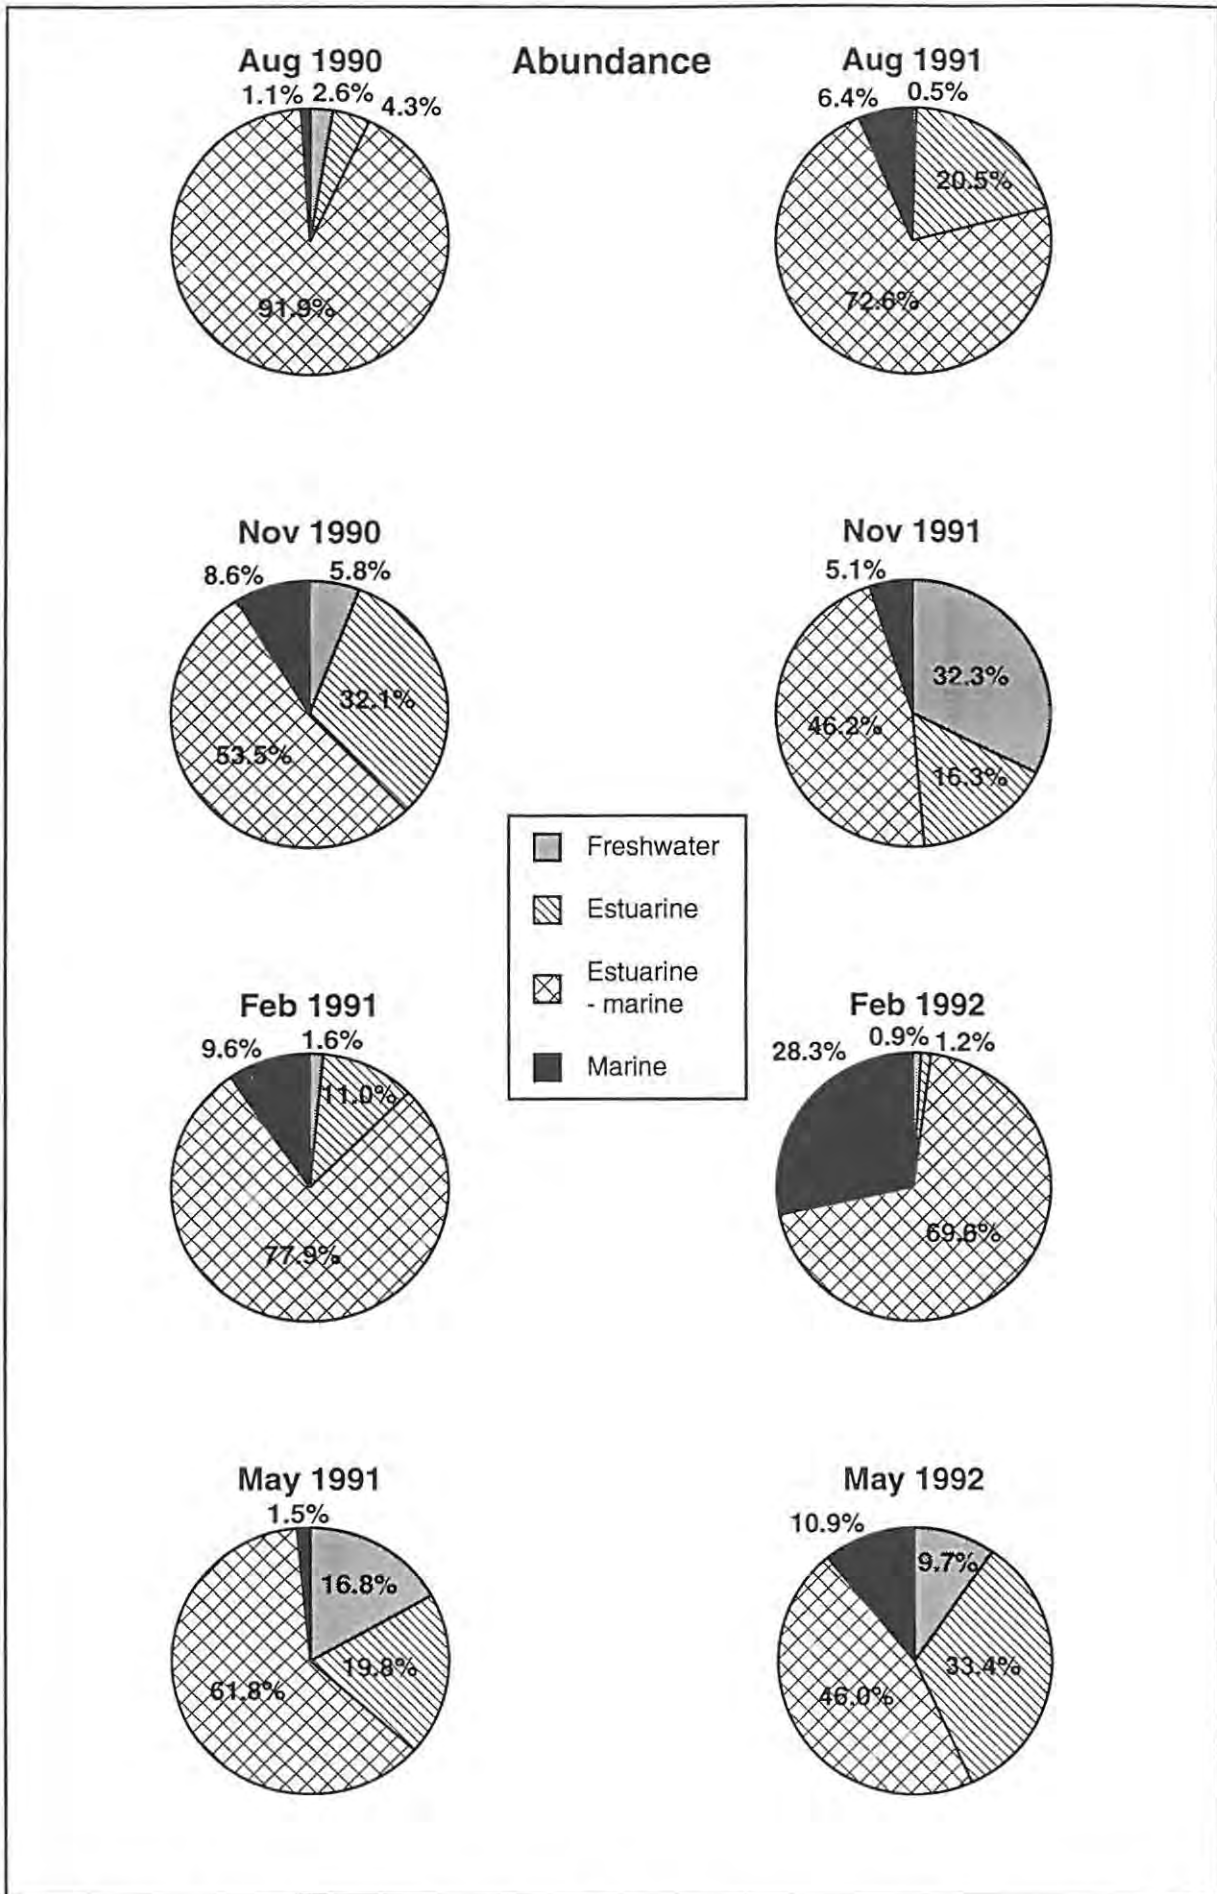 Abundance
Aug 1990
1.1% 2.6% 4.3%
91.9%
Aug 1991
6.4% 0.5%
20.5%
72.6%
Nov 1990
8.6% 5.8%
32.1%
53.5%
Nov 1991
5.1%
32.3%
46.2%
16.3%
Freshwater
Estuarine
Estuarine
- marine
Marine
Feb 1991
9.6% 1.6%
11.0%
77.9%
Feb 1992
28.3% 0.9% 1.2%
69.6%
May 1991
1.5%
16.8%
19.8%
61.8%
May 1992
10.9%
9.7%
33.4%
46.0%